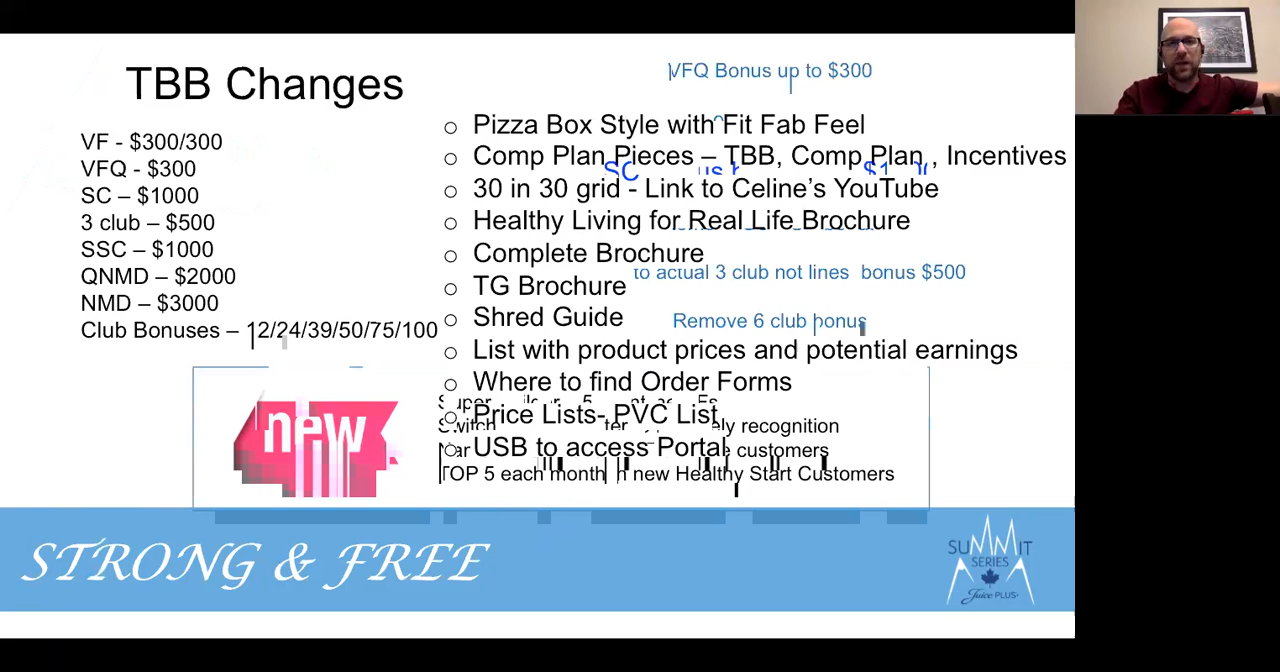 TBB Changes
VF - $300/300
VFQ - $300
SC – $1000
3 club – $500
SSC – $1000
QNMD – $2000
NMD – $3000
Club Bonuses – 12/24/39/50/75/100
VFQ Bonus up to $300
Pizza Box Style with Fit Fab Feel
Comp Plan Pieces – TBB, Comp Plan , Incentives
30 in 30 grid - Link to Celine’s YouTube
Healthy Living for Real Life Brochure
Complete Brochure
to actual 3 club not lines bonus $500
TG Brochure
Shred Guide
Remove 6 club bonus
List with product prices and potential earnings
Where to find Order Forms
Price Lists- PVC List
USB to access Portal
new
Switch
recognition
customers
TOP 5 each month in new Healthy Start Customers
STRONG & FREE
SUMMIT
SERIES
Juice PLUS+